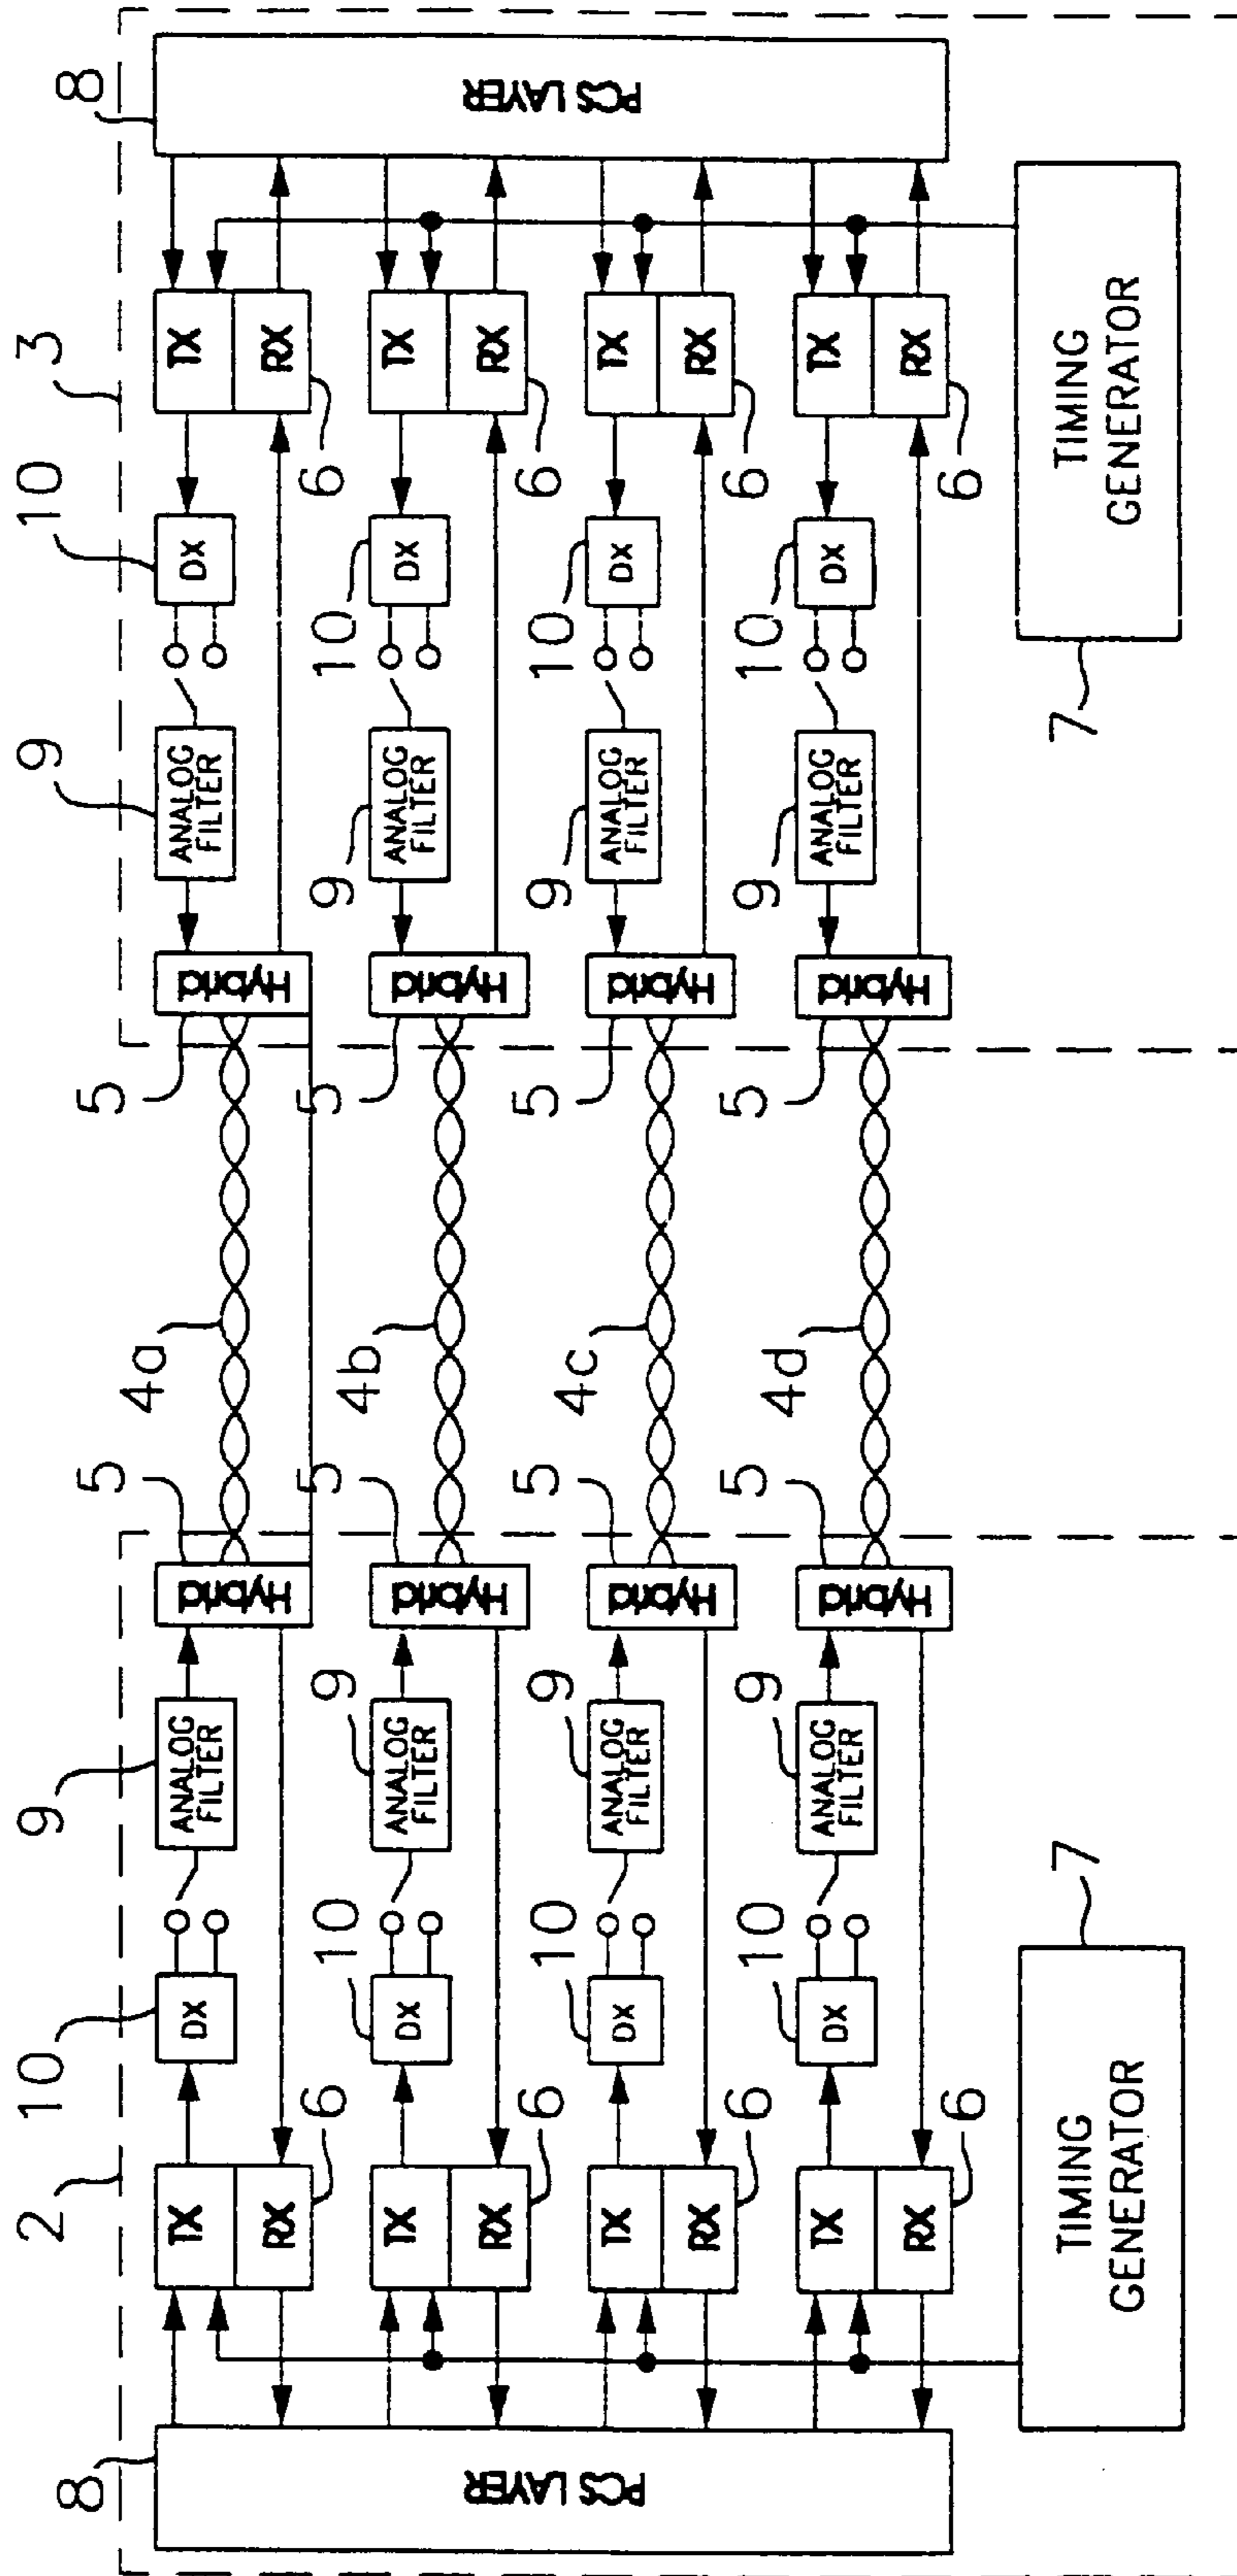 2 10 9 9 10 3
8 5 4a 5 8
TX DX ANALOG FILTER Hybrid Hybrid ANALOG FILTER DX TX
RX RX
6 10 9 5 4b 5 9 10 6
TX DX ANALOG FILTER Hybrid Hybrid ANALOG FILTER DX TX
RX RX
PCS LAYER PCS LAYER
6 10 9 5 4c 5 9 10 6
TX DX ANALOG FILTER Hybrid Hybrid ANALOG FILTER DX TX
RX RX
6 10 9 5 4d 5 9 10 6
TX DX ANALOG FILTER Hybrid Hybrid ANALOG FILTER DX TX
RX RX
6 6
7 7
TIMING
GENERATOR
TIMING
GENERATOR